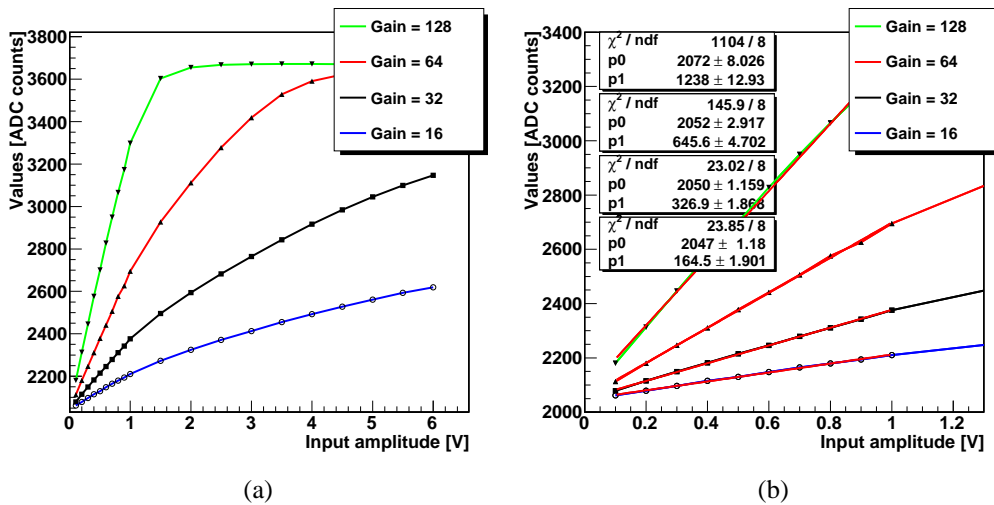 Gain = 128
Gain = 64
Gain = 32
Gain = 16
Values [ADC counts]
3800
3600
3400
3200
3000
2800
2600
2400
2200
0 1 2 3 4 5 6
Input amplitude [V]
(a)
Gain = 128
Gain = 64
Gain = 32
Gain = 16
χ² / ndf 1104 / 8
p0 2072 ± 8.026
p1 1238 ± 12.93
χ² / ndf 145.9 / 8
p0 2052 ± 2.917
p1 645.6 ± 4.702
χ² / ndf 23.02 / 8
p0 2050 ± 1.159
p1 326.9 ± 1.868
χ² / ndf 23.85 / 8
p0 2047 ± 1.18
p1 164.5 ± 1.901
Values [ADC counts]
3400
3200
3000
2800
2600
2400
2200
2000
0 0.2 0.4 0.6 0.8 1 1.2
Input amplitude [V]
(b)